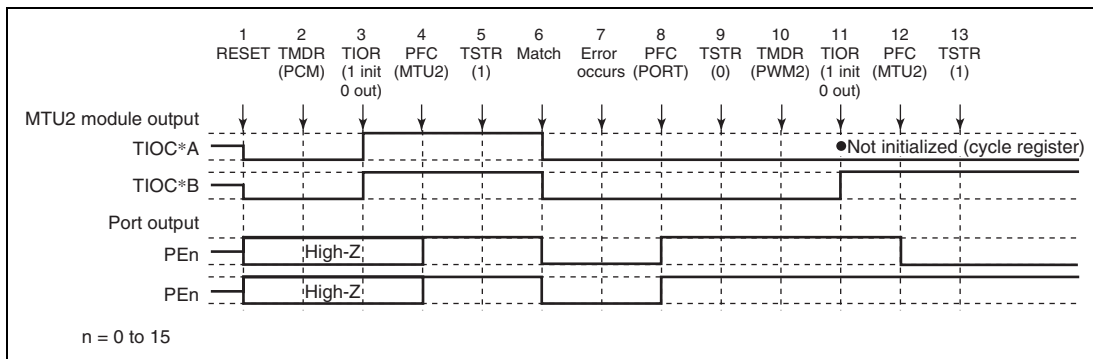 1 2 3 4 5 6 7 8 9 10 11 12 13
RESET TMDR TIOR PFC TSTR Match Error PFC TSTR TMDR TIOR PFC TSTR
(PCM) (1 init (MTU2) (1) occurs (PORT) (0) (PWM2) (1 init (MTU2) (1)
0 out) 0 out)
MTU2 module output
TIOC*A
●Not initialized (cycle register)
TIOC*B
Port output
PEn
High-Z
PEn
High-Z
n = 0 to 15